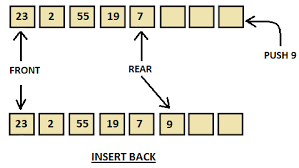 23 2 55 19 7
PUSH 9
FRONT REAR
23 2 55 19 7 9
INSERT BACK